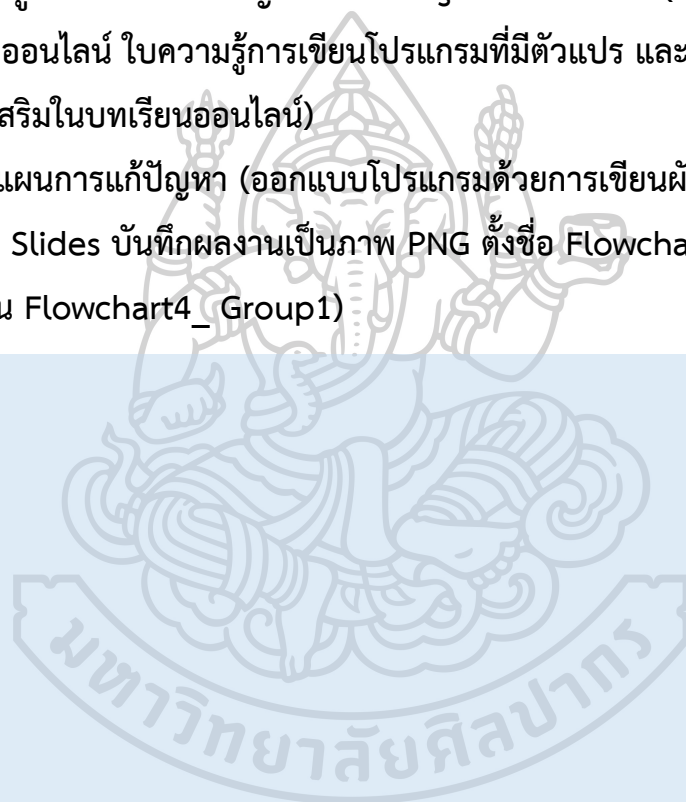 ออนไลน์ ใบความรู้การเขียนโปรแกรมที่มีตัวแปร และ
สริมในบทเรียนออนไลน์)
แผนการแก้ปัญหา (ออกแบบโปรแกรมด้วยการเขียนผั
Slides บันทึกผลงานเป็นภาพ PNG ตั้งชื่อ Flowcha
น Flowchart4_ Group1)
มหาวิทยาลัยศิลปากร